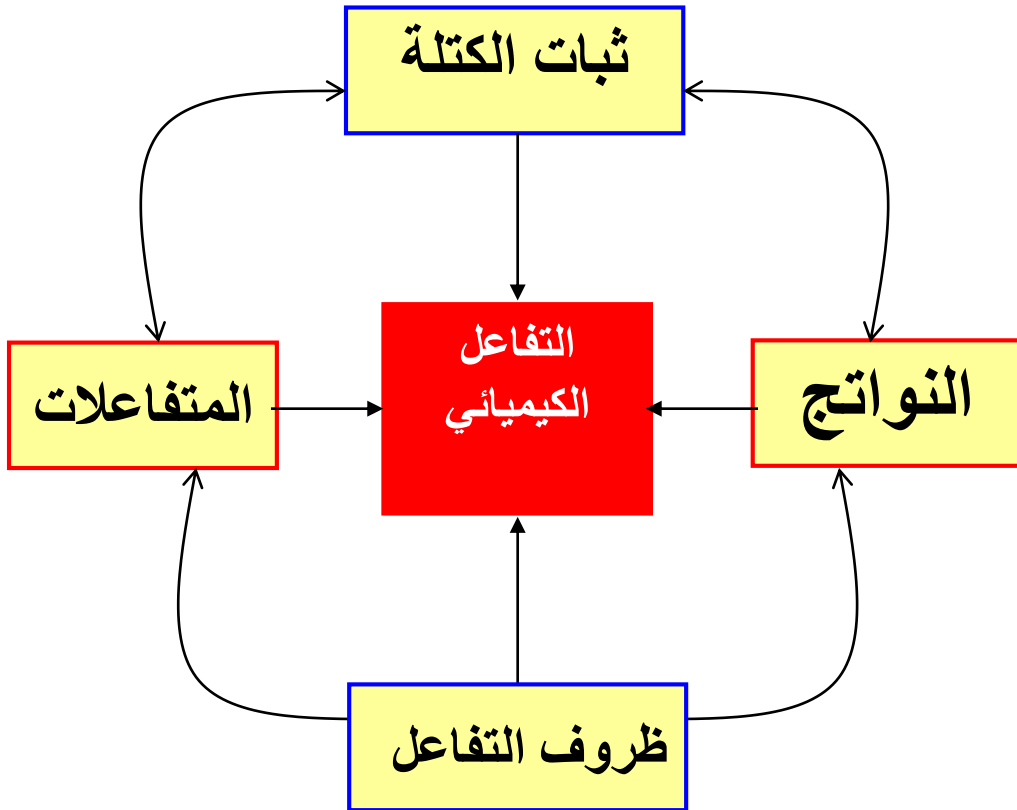 ثبات الكتلة
التفاعل
الكيميائي
النواتج
المتفاعلات
ظروف التفاعل